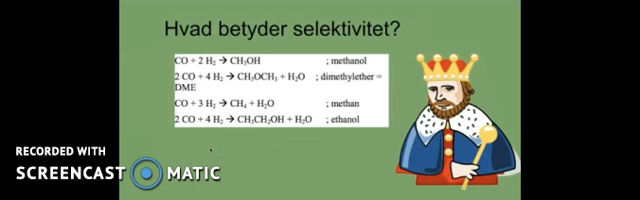 Hvad betyder selektivitet?
CO + 2 H₂ → CH₃OH ; methanol
2 CO + 4 H₂ → CH₃OCH₃ + H₂O ; dimethylether =
DME
CO + 3 H₂ → CH₄ + H₂O ; methan
2 CO + 4 H₂ → CH₃CH₂OH + H₂O ; ethanol
RECORDED WITH
SCREENCAST MATIC